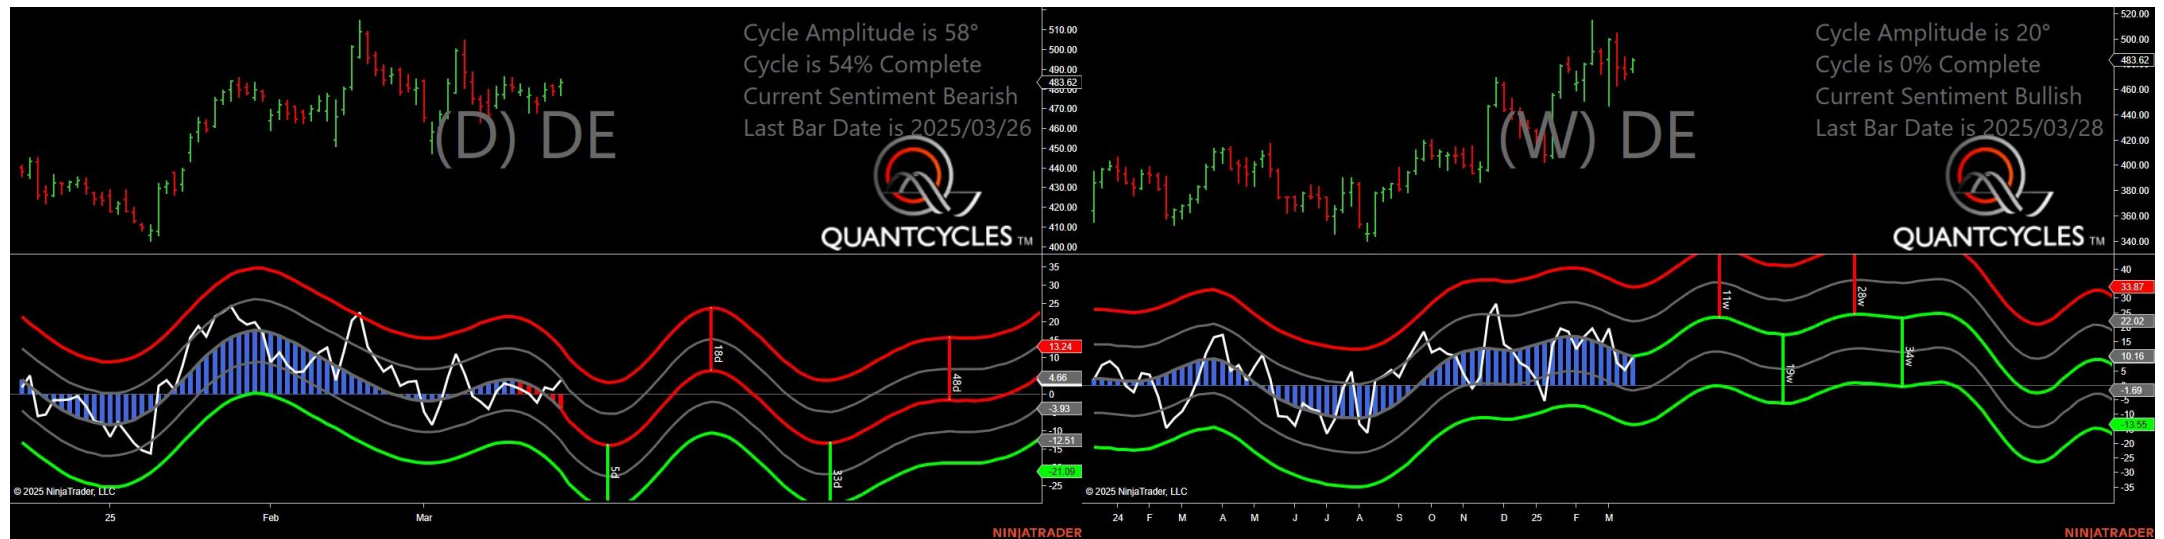 Cycle Amplitude is 58°
Cycle is 54% Complete
Current Sentiment Bearish
Last Bar Date is 2025/03/26
(D) DE
QUANTCYCLES TM
510.00
500.00
490.00
483.62
480.00
470.00
460.00
450.00
440.00
430.00
420.00
410.00
400.00
35
30
25
20
15
13.24
10
4.66
0
-3.93
-10
-12.51
-15
-21.09
-25
18d
48d
5d
33d
© 2025 NinjaTrader, LLC
25 Feb Mar
NINJATRADER
Cycle Amplitude is 20°
Cycle is 0% Complete
Current Sentiment Bullish
Last Bar Date is 2025/03/28
(W) DE
QUANTCYCLES TM
520.00
500.00
483.62
460.00
440.00
420.00
400.00
380.00
360.00
340.00
40
33.87
30
22.02
20
15
10.16
5
-1.69
-5
-10
-13.55
-20
-25
-30
-35
11w
28w
19w
34w
© 2025 NinjaTrader, LLC
24 F M A M J J A S O N D 25 F M
NINJATRADER